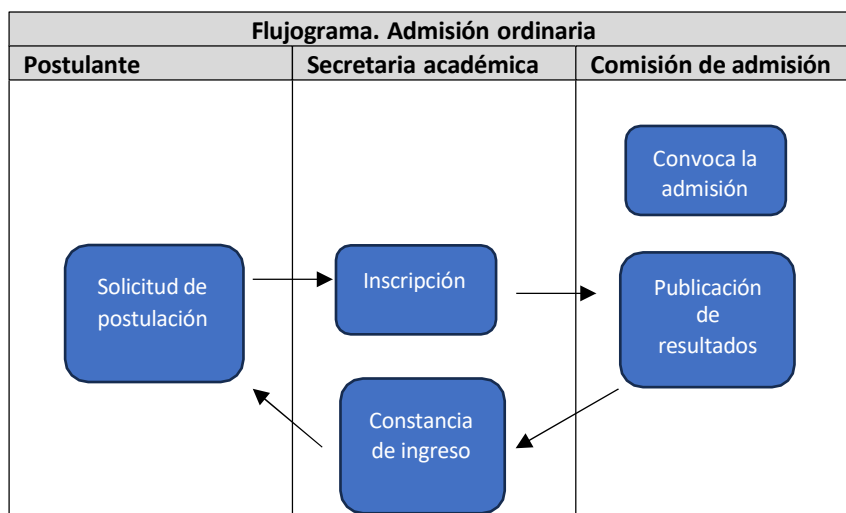 Flujograma. Admisión ordinaria
Postulante
Secretaria académica
Comisión de admisión
Convoca la
admisión
Solicitud de
postulación
Inscripción
Publicación
de
resultados
Constancia
de ingreso